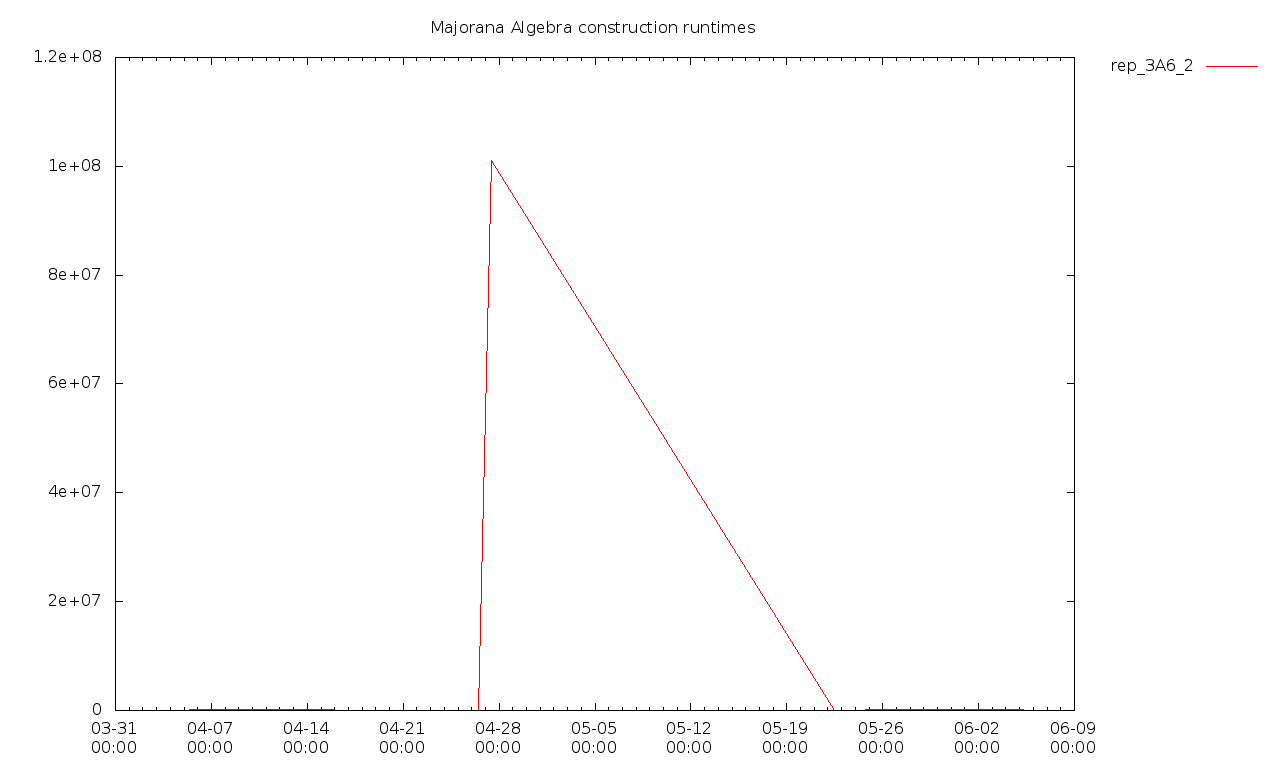 Majorana Algebra construction runtimes
rep_3A6_2
1.2e+08
1e+08
8e+07
6e+07
4e+07
2e+07
0
03-31 04-07 04-14 04-21 04-28 05-05 05-12 05-19 05-26 06-02 06-09
00:00 00:00 00:00 00:00 00:00 00:00 00:00 00:00 00:00 00:00 00:00